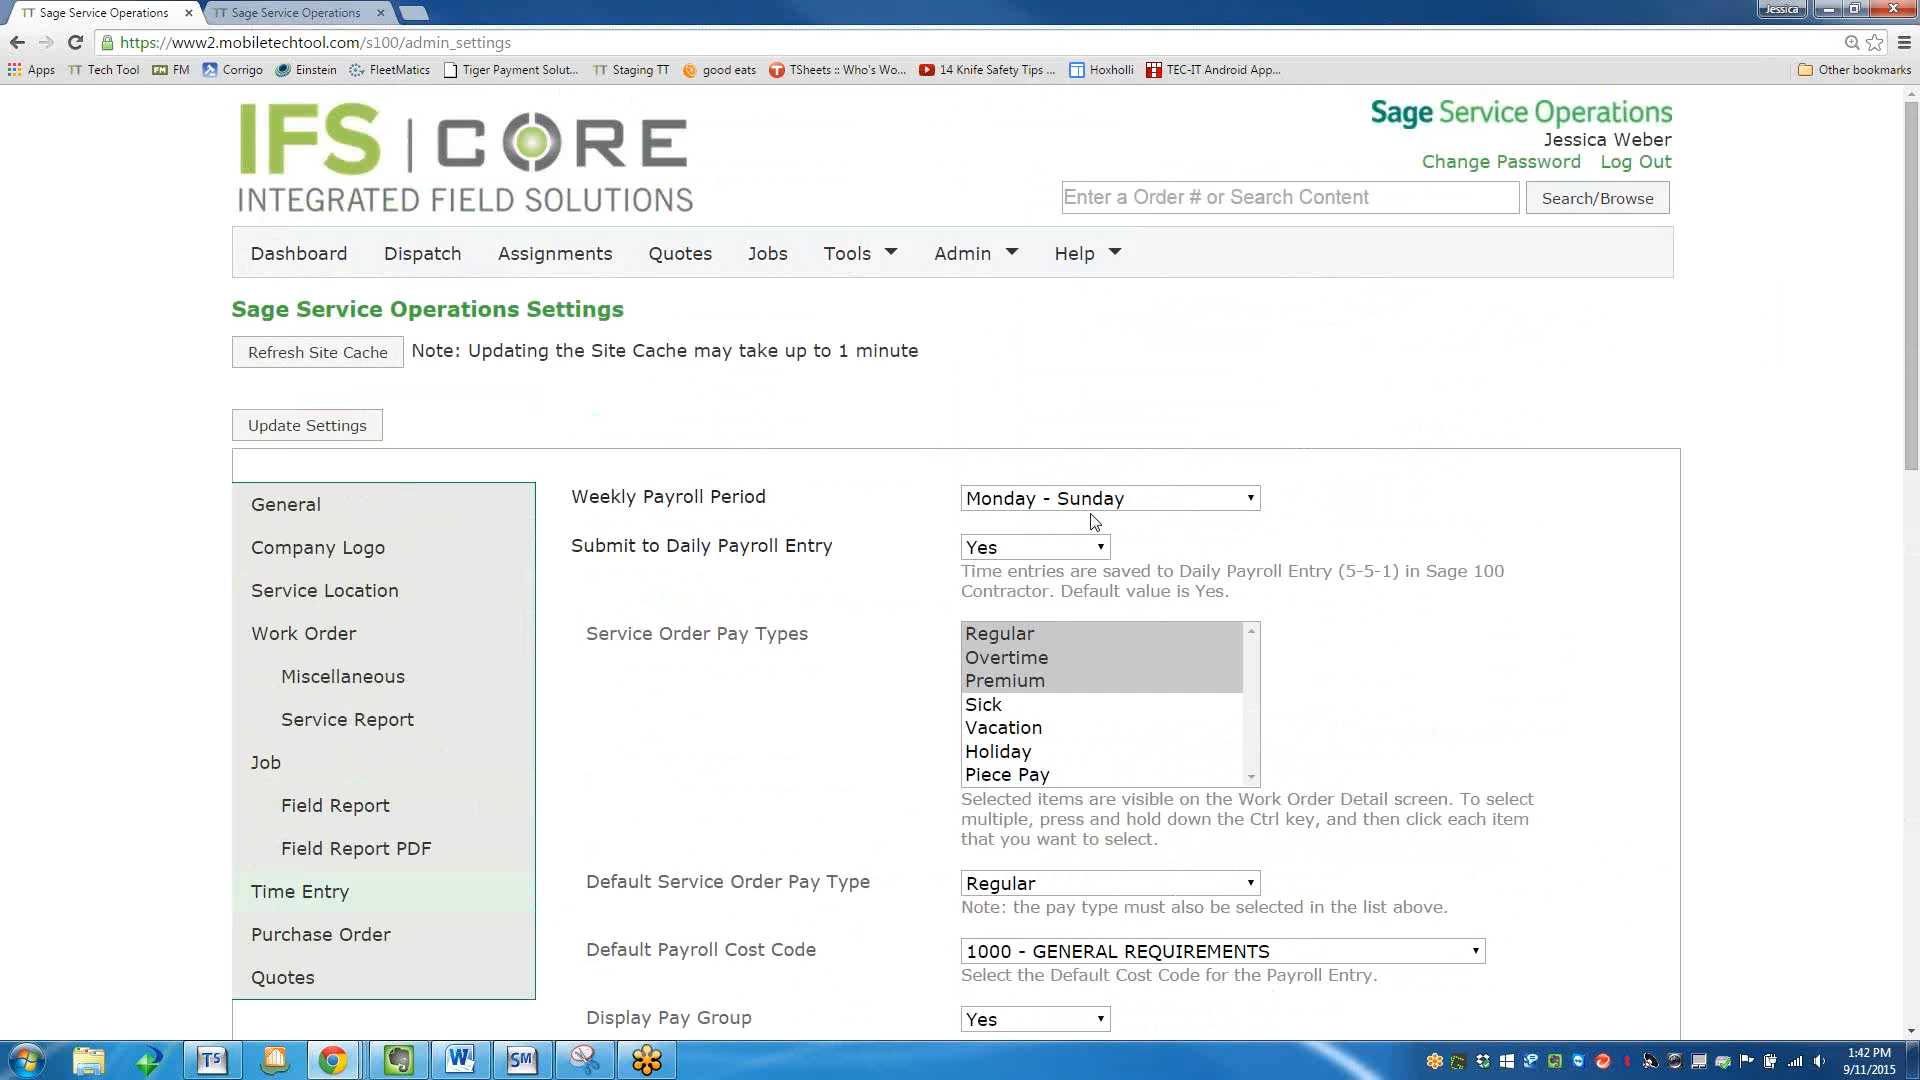 TT Sage Service Operations
TT Sage Service Operations
Jessica
https://www2.mobiletechtool.com/s100/admin_settings
Apps
TT Tech Tool
FM FM
Corrigo
Einstein
FleetMatics
Tiger Payment Solut...
TT Staging TT
good eats
TSheets :: Who's Wo...
14 Knife Safety Tips ...
Hoxholli
TEC-IT Android App...
Other bookmarks
IFS | CORE
INTEGRATED FIELD SOLUTIONS
Sage Service Operations
Jessica Weber
Change Password Log Out
Enter a Order # or Search Content
Search/Browse
Dashboard Dispatch Assignments Quotes Jobs Tools Admin Help
Sage Service Operations Settings
Refresh Site Cache Note: Updating the Site Cache may take up to 1 minute
Update Settings
General
Company Logo
Service Location
Work Order
Miscellaneous
Service Report
Job
Field Report
Field Report PDF
Time Entry
Purchase Order
Quotes
Weekly Payroll Period Monday - Sunday
Submit to Daily Payroll Entry Yes
Time entries are saved to Daily Payroll Entry (5-5-1) in Sage 100
Contractor. Default value is Yes.
Service Order Pay Types
Regular
Overtime
Premium
Sick
Vacation
Holiday
Piece Pay
Selected items are visible on the Work Order Detail screen. To select
multiple, press and hold down the Ctrl key, and then click each item
that you want to select.
Default Service Order Pay Type Regular
Note: the pay type must also be selected in the list above.
Default Payroll Cost Code 1000 - GENERAL REQUIREMENTS
Select the Default Cost Code for the Payroll Entry.
Display Pay Group Yes
TS
W
SM
1:42 PM
9/11/2015